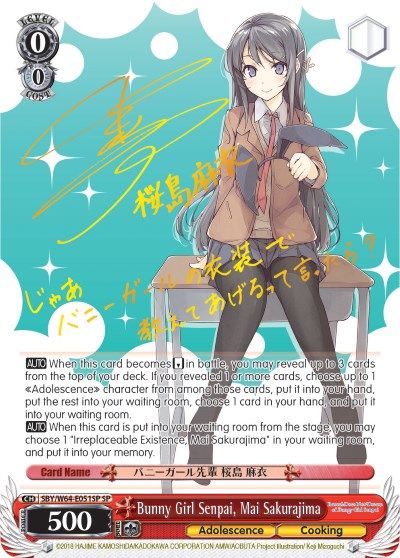 LEVEL
0
0
COST
桜島麻衣
じゃあ
バニーガールの衣装で
教えてあげるって言ったら?
AUTO When this card becomes in battle, you may reveal up to 3 cards
from the top of your deck. If you revealed 1 or more cards, choose up to 1
«Adolescence» character from among those cards, put it into your hand,
put the rest into your waiting room, choose 1 card in your hand, and put it
into your waiting room.
AUTO When this card is put into your waiting room from the stage, you may
choose 1 "Irreplaceable Existence, Mai Sakurajima" in your waiting room,
and put it into your memory.
Card Name バニーガール先輩 桜島 麻衣
CH SBY/W64-E051SP SP
Bunny Girl Senpai, Mai Sakurajima
POWER 500
Adolescence Cooking
©2018 HAJIME KAMOSHIDA/KADOKAWA CORPORATION AMW/AOBUTA Project Illustration/ Keji Mizoguchi